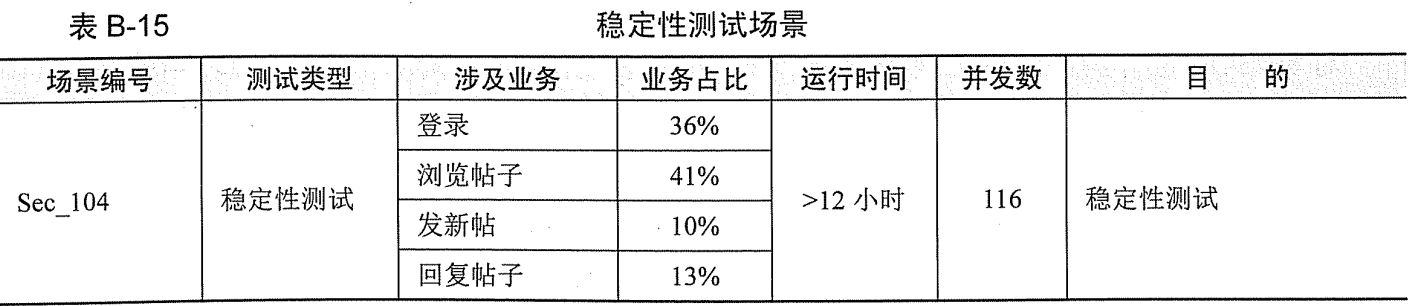 表 B-15 稳定性测试场景
场景编号 测试类型 涉及业务 业务占比 运行时间 并发数 目 的
登录 36%
浏览帖子 41%
Sec_104 稳定性测试 >12 小时 116 稳定性测试
发新帖 10%
回复帖子 13%